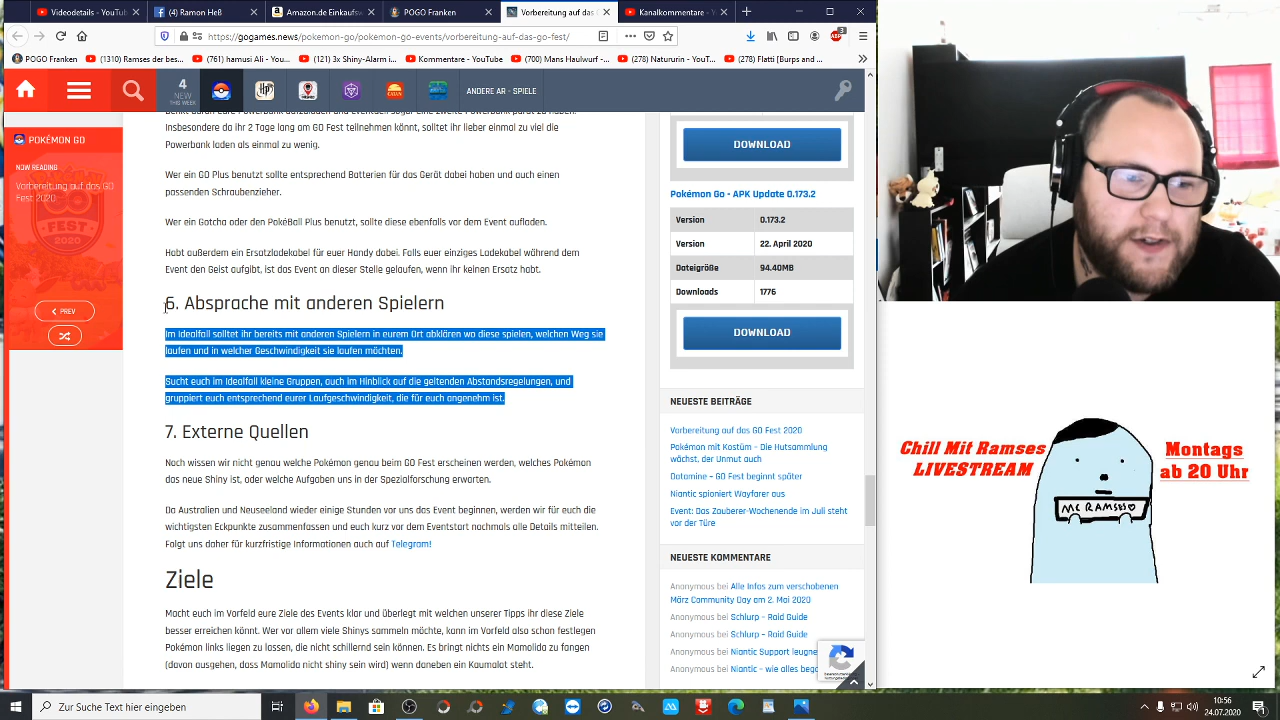 Videodetails - YouTube
(4) Ramon Heß
Amazon.de Einkaufsw
POGO Franken
Vorbereitung auf das G
Kanalkommentare - Y
https://gogames.news/pokemon-go/pokemon-go-events/vorbereitung-auf-das-go-fest/
POGO Franken
(1310) Ramses der bes...
(761) hamusi Ali - You...
(121) 3x Shiny-Alarm i...
Kommentare - YouTube
(700) Mans Haulwurf -...
(278) Natururin - You...
(278) Flatti [Burps and ...
4
NEW
THIS WEEK
ANDERE AR - SPIELE
POKÉMON GO
NOW READING
Vorbereitung auf das GO
Fest 2020
PREV
Insbesondere da ihr 2 Tage lang am GO Fest teilnehmen könnt, solltet ihr lieber einmal zu viel die
Powerbank laden als einmal zu wenig.
Wer ein GO Plus benutzt sollte entsprechend Batterien für das Gerät dabei haben und auch einen
passenden Schraubenzieher.
Wer ein Gotcha oder den PokéBall Plus benutzt, sollte diese ebenfalls vor dem Event aufladen.
Habt außerdem ein Ersatzladekabel für euer Handy dabei. Falls euer einziges Ladekabel während dem
Event den Geist aufgibt, ist das Event an dieser Stelle gelaufen, wenn ihr keinen Ersatz habt.
6. Absprache mit anderen Spielern
Im Idealfall solltet ihr bereits mit anderen Spielern in eurem Ort abklären wo diese spielen, welchen Weg sie
laufen und in welcher Geschwindigkeit sie laufen möchten.
Sucht euch im Idealfall kleine Gruppen, auch im Hinblick auf die geltenden Abstandsregelungen, und
gruppiert euch entsprechend eurer Laufgeschwindigkeit, die für euch angenehm ist.
7. Externe Quellen
Noch wissen wir nicht genau welche Pokémon genau beim GO Fest erscheinen werden, welches Pokémon
das neue Shiny ist, oder welche Aufgaben uns in der Spezialforschung erwarten.
Da Australien und Neuseeland wieder einige Stunden vor uns das Event beginnen, werden wir für euch die
wichtigsten Eckpunkte zusammenfassen und euch kurz vor dem Eventstart nochmals alle Details mitteilen.
Folgt uns daher für kurzfristige Informationen auch auf Telegram!
Ziele
Macht euch im Vorfeld eure Ziele des Events klar und überlegt mit welchen unserer Tipps ihr diese Ziele
besser erreichen könnt. Wer vor allem viele Shinys sammeln möchte, kann im Vorfeld also schon festlegen
Pokémon links liegen zu lassen, die nicht schillernd sein können. Es bringt nichts ein Mamolida zu fangen
(davon ausgehen, dass Mamolida nicht shiny sein wird) wenn daneben ein Kaumalat steht.
DOWNLOAD
Pokémon Go - APK Update 0.173.2
Version 0.173.2
Version 22. April 2020
Dateigröße 94.40MB
Downloads 1776
DOWNLOAD
NEUESTE BEITRÄGE
Vorbereitung auf das GO Fest 2020
Pokémon mit Kostüm – Die Hutsammlung
wächst, der Unmut auch
Datamine – GO Fest beginnt später
Niantic spioniert Wayfarer aus
Event: Das Zauberer-Wochenende im Juli steht
vor der Türe
NEUESTE KOMMENTARE
Anonymous bei Alle Infos zum verschobenen
März Community Day am 2. Mai 2020
Anonymous bei Schlurp – Raid Guide
Anonymous bei Schlurp – Raid Guide
Anonymous bei Niantic Support leugne
Anonymous bei Niantic – wie alles bega
Chill Mit Ramses
LIVESTREAM
Montags
ab 20 Uhr
MC RAMSES
Zur Suche Text hier eingeben
10:56
24.07.2020